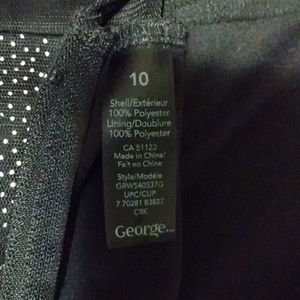 10
Shell/Extérieur
100% Polyester
Lining/Doublure
100% Polyester
CA 51122
Made in China/
Fait en Chine
Style/Modèle
GRWS40537G
UPC/CUP
7 70281 83827
CBK
George...